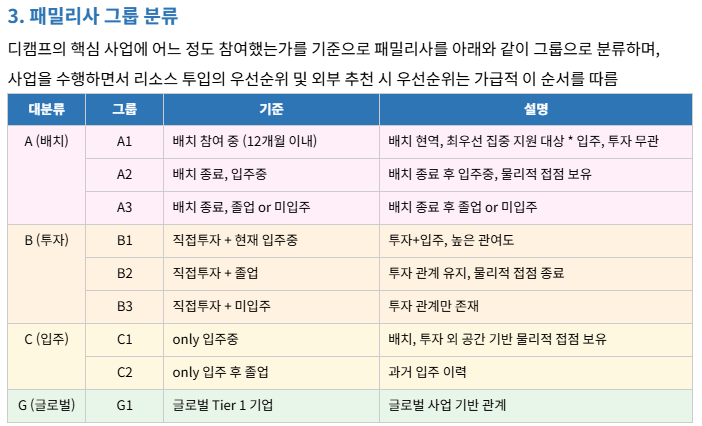 3. 패밀리사 그룹 분류
디캠프의 핵심 사업에 어느 정도 참여했는가를 기준으로 패밀리사를 아래와 같이 그룹으로 분류하며,
사업을 수행하면서 리소스 투입의 우선순위 및 외부 추천 시 우선순위는 가급적 이 순서를 따름
대분류 그룹 기준 설명
A (배치) A1 배치 참여 중 (12개월 이내) 배치 현역, 최우선 집중 지원 대상 * 입주, 투자 무관
A2 배치 종료, 입주중 배치 종료 후 입주중, 물리적 접점 보유
A3 배치 종료, 졸업 or 미입주 배치 종료 후 졸업 or 미입주
B (투자) B1 직접투자 + 현재 입주중 투자+입주, 높은 관여도
B2 직접투자 + 졸업 투자 관계 유지, 물리적 접점 종료
B3 직접투자 + 미입주 투자 관계만 존재
C (입주) C1 only 입주중 배치, 투자 외 공간 기반 물리적 접점 보유
C2 only 입주 후 졸업 과거 입주 이력
G (글로벌) G1 글로벌 Tier 1 기업 글로벌 사업 기반 관계